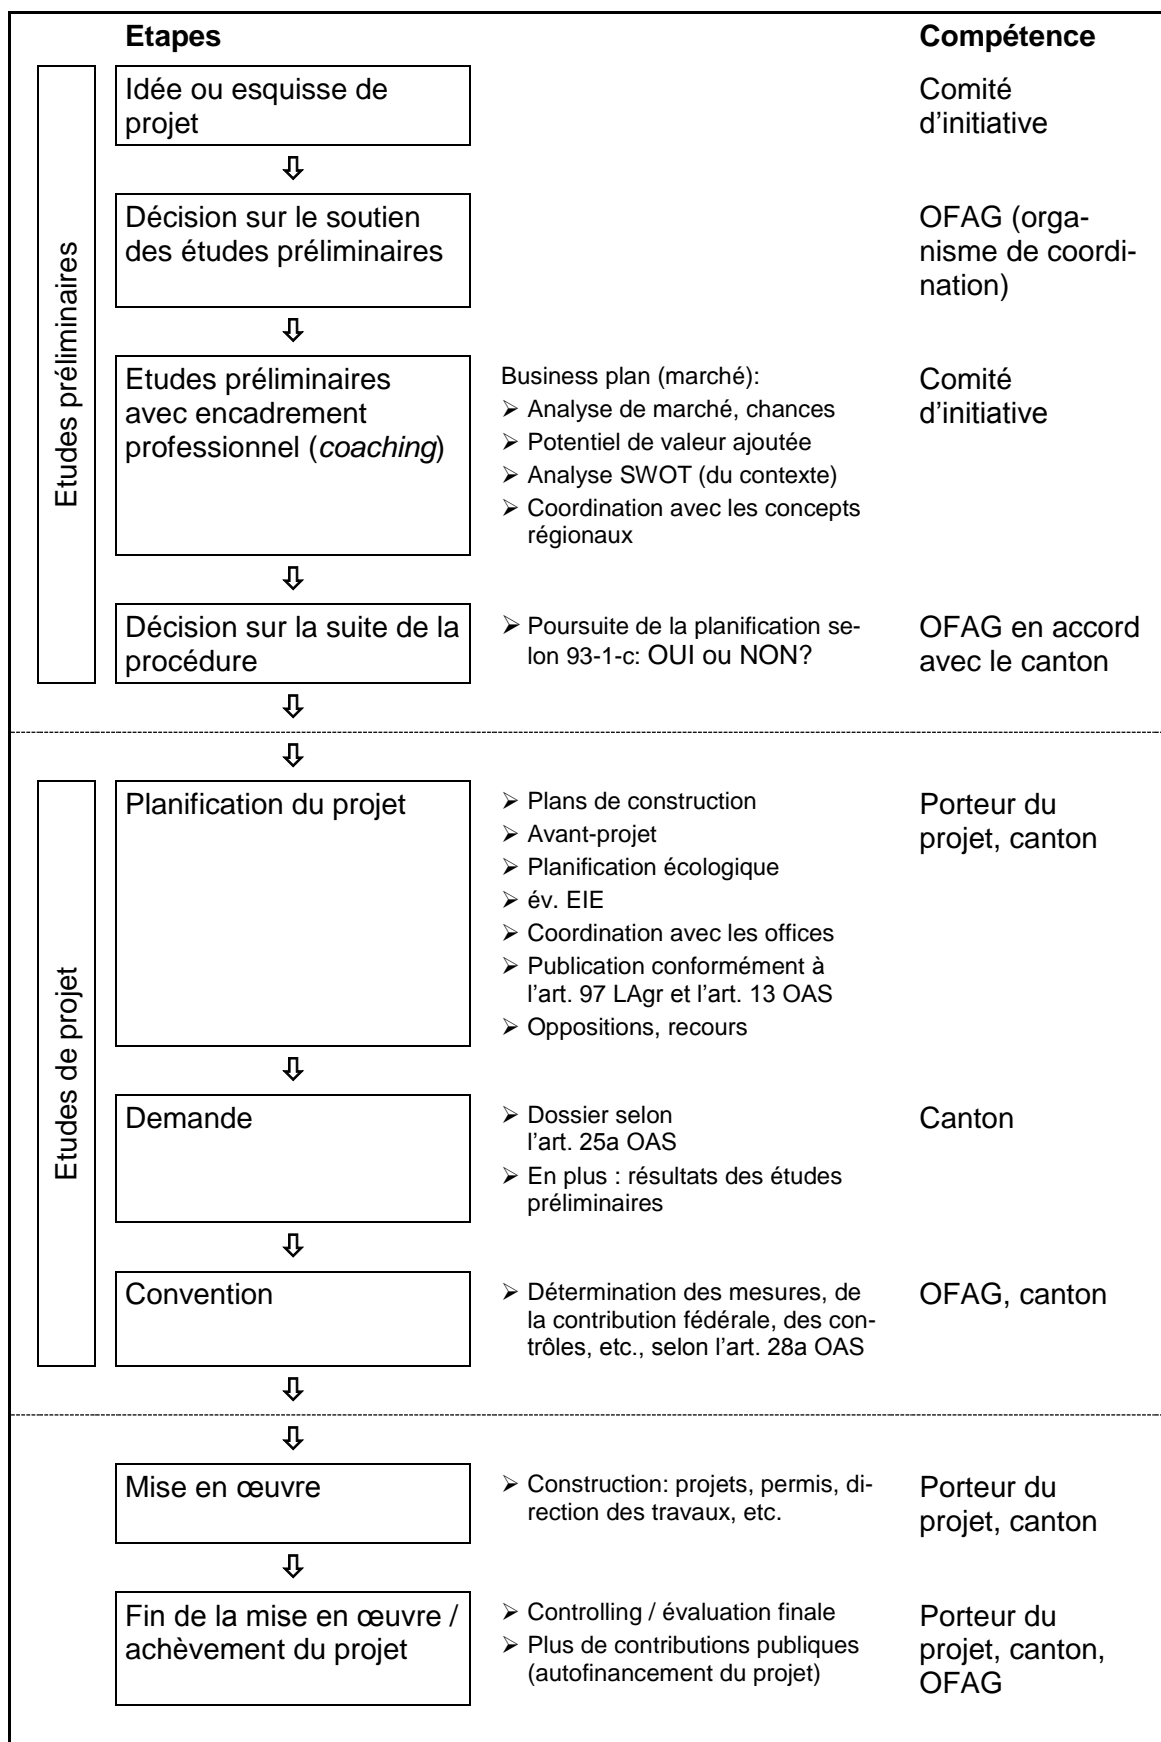 Etapes
Compétence
Etudes préliminaires
Idée ou esquisse de
projet
Comité
d'initiative
Décision sur le soutien
des études préliminaires
OFAG (orga-
nisme de coordi-
nation)
Etudes préliminaires
avec encadrement
professionnel (coaching)
Business plan (marché):
➢ Analyse de marché, chances
➢ Potentiel de valeur ajoutée
➢ Analyse SWOT (du contexte)
➢ Coordination avec les concepts
régionaux
Comité
d'initiative
Décision sur la suite de la
procédure
➢ Poursuite de la planification se-
lon 93-1-c: OUI ou NON?
OFAG en accord
avec le canton
Etudes de projet
Planification du projet
➢ Plans de construction
➢ Avant-projet
➢ Planification écologique
➢ év. EIE
➢ Coordination avec les offices
➢ Publication conformément à
l'art. 97 LAgr et l'art. 13 OAS
➢ Oppositions, recours
Porteur du
projet, canton
Demande
➢ Dossier selon
l'art. 25a OAS
➢ En plus : résultats des études
préliminaires
Canton
Convention
➢ Détermination des mesures, de
la contribution fédérale, des con-
trôles, etc., selon l'art. 28a OAS
OFAG, canton
Mise en œuvre
➢ Construction: projets, permis, di-
rection des travaux, etc.
Porteur du
projet, canton
Fin de la mise en œuvre /
achèvement du projet
➢ Controlling / évaluation finale
➢ Plus de contributions publiques
(autofinancement du projet)
Porteur du
projet, canton,
OFAG